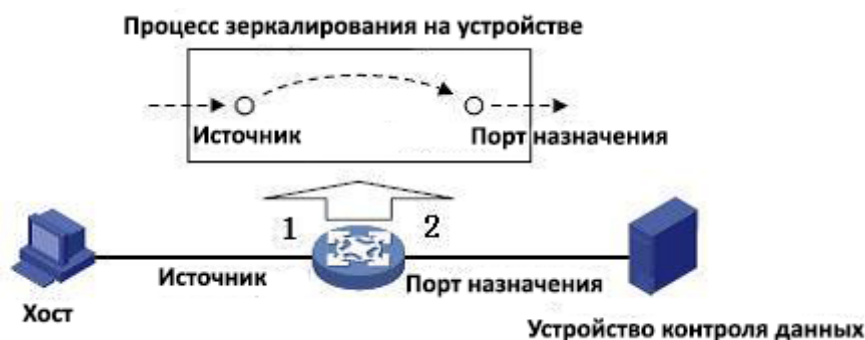 Процесс зеркалирования на устройстве
Источник
Порт назначения
1
2
Источник
Порт назначения
Хост
Устройство контроля данных